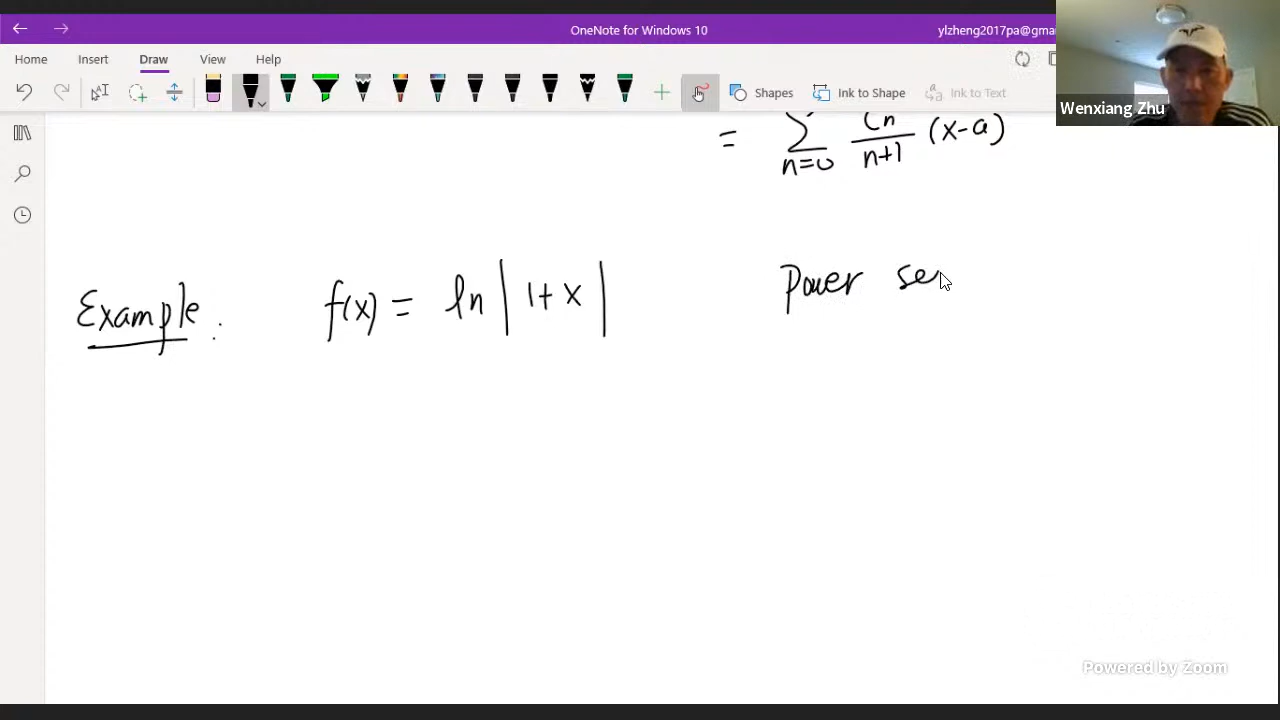 OneNote for Windows 10
ylzheng2017pa@gma
Home Insert Draw View Help
Shapes Ink to Shape Ink to Text
Wenxiang Zhu
= ∑ n=0 Cn/n+1 (x-a)
Example. f(x) = ln |1+x| Power se
Powered by Zoom